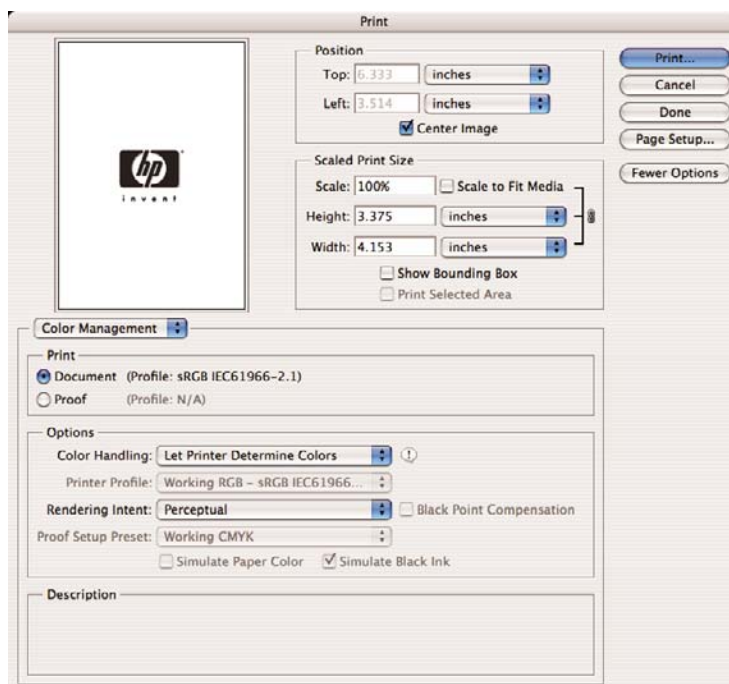 Print
hp
invent
Position
Top: 6.333 inches
Left: 3.514 inches
Center Image
Scaled Print Size
Scale: 100% Scale to Fit Media
Height: 3.375 inches
Width: 4.153 inches
Show Bounding Box
Print Selected Area
Print...
Cancel
Done
Page Setup...
Fewer Options
Color Management
Print
Document (Profile: sRGB IEC61966-2.1)
Proof (Profile: N/A)
Options
Color Handling: Let Printer Determine Colors
Printer Profile: Working RGB - sRGB IEC61966...
Rendering Intent: Perceptual Black Point Compensation
Proof Setup Preset: Working CMYK
Simulate Paper Color Simulate Black Ink
Description